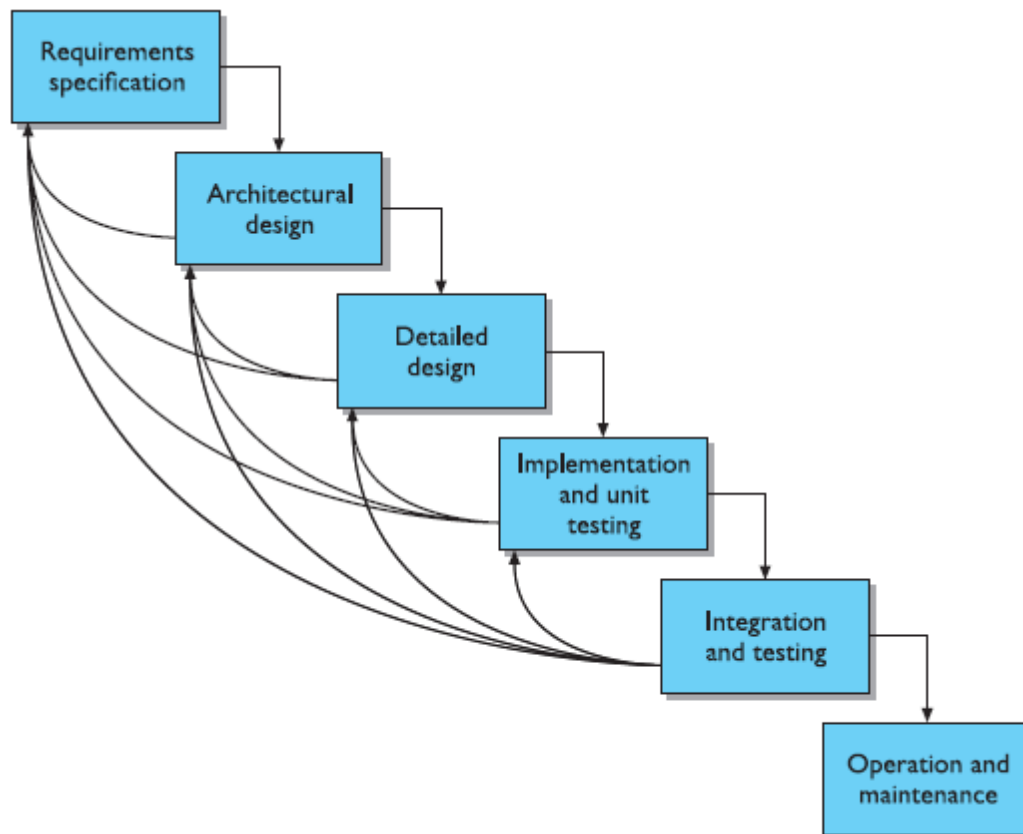 Requirements
specification
Architectural
design
Detailed
design
Implementation
and unit
testing
Integration
and testing
Operation and
maintenance